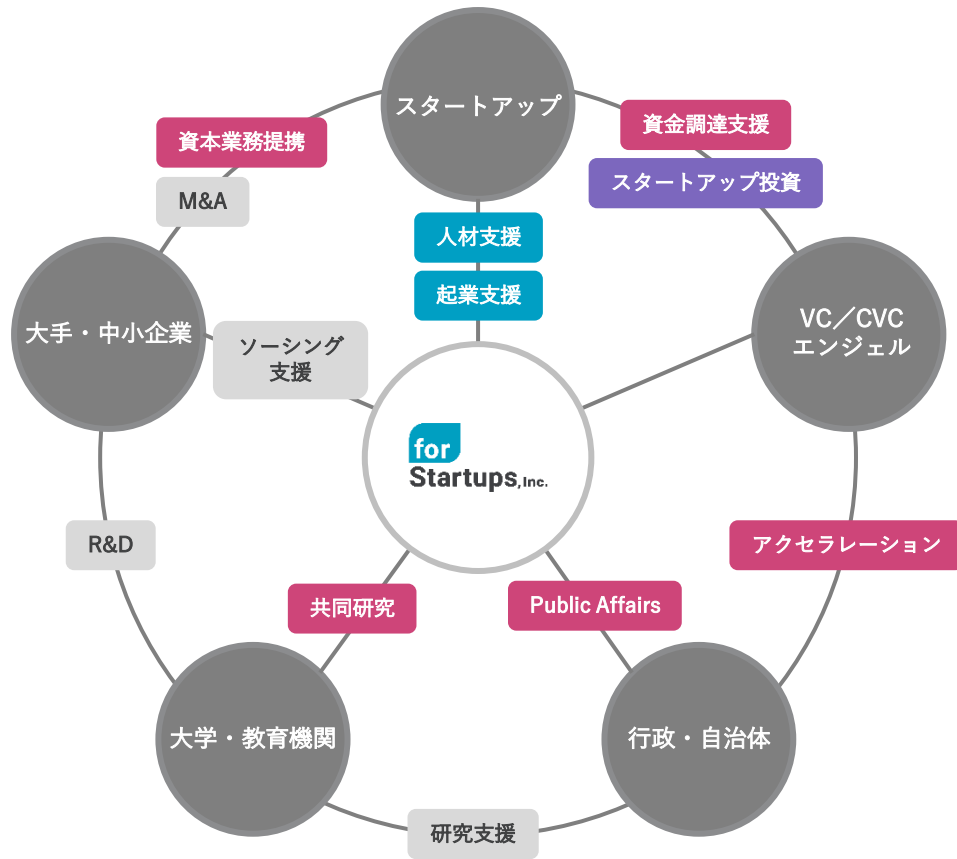 スタートアップ
資金調達支援
資本業務提携
スタートアップ投資
M&A
人材支援
起業支援
大手・中小企業
ソーシング
支援
VC／CVC
エンジェル
for
Startups,Inc.
R&D
アクセラレーション
共同研究
Public Affairs
大学・教育機関
行政・自治体
研究支援